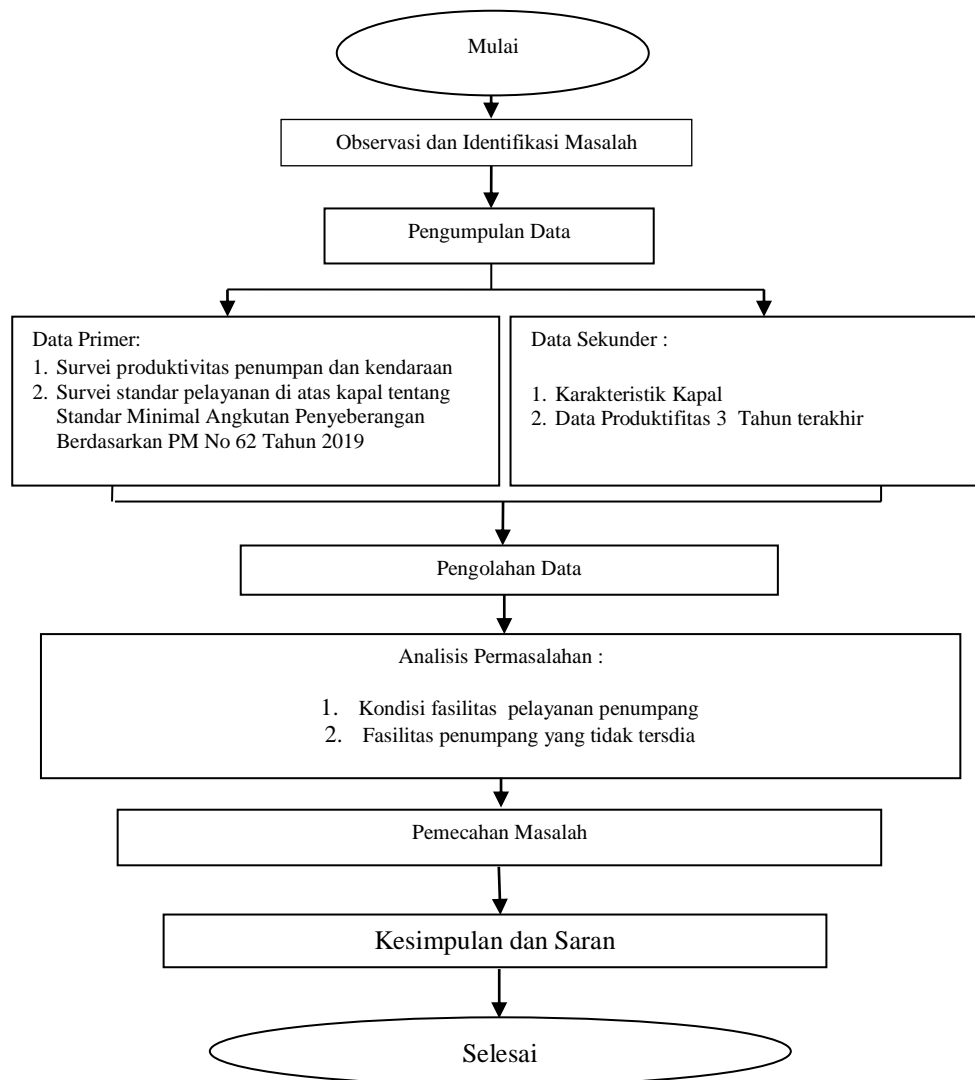 Mulai
Observasi dan Identifikasi Masalah
Pengumpulan Data
Data Primer:
1. Survei produktivitas penumpan dan kendaraan
2. Survei standar pelayanan di atas kapal tentang
Standar Minimal Angkutan Penyeberangan
Berdasarkan PM No 62 Tahun 2019
Data Sekunder :
1. Karakteristik Kapal
2. Data Produktifitas 3 Tahun terakhir
Pengolahan Data
Analisis Permasalahan :
1. Kondisi fasilitas pelayanan penumpang
2. Fasilitas penumpang yang tidak tersdia
Pemecahan Masalah
Kesimpulan dan Saran
Selesai